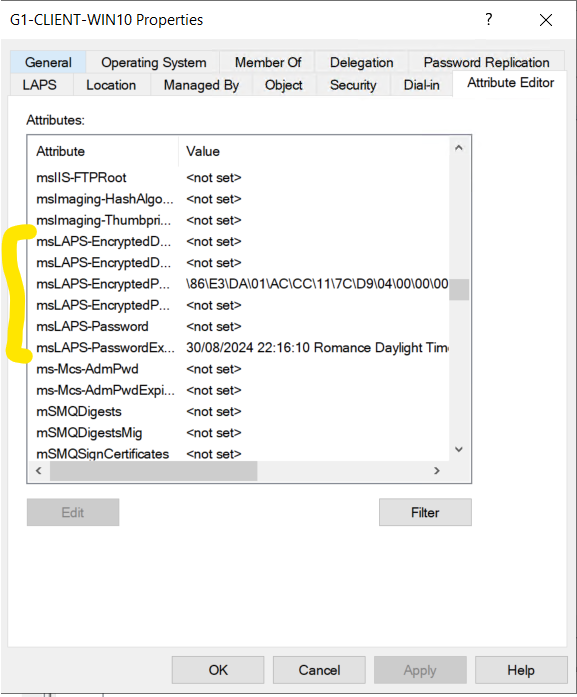 G1-CLIENT-WIN10 Properties ?
General Operating System Member Of Delegation Password Replication
LAPS Location Managed By Object Security Dial-in Attribute Editor
Attributes:
Attribute Value
msIIS-FTPRoot <not set>
msImaging-HashAlgo... <not set>
msImaging-Thumbpri... <not set>
msLAPS-EncryptedD... <not set>
msLAPS-EncryptedD... <not set>
msLAPS-EncryptedP... \86\E3\DA\01\AC\CC\11\7C\D9\04\00\00\00
msLAPS-EncryptedP... <not set>
msLAPS-Password <not set>
msLAPS-PasswordEx... 30/08/2024 22:16:10 Romance Daylight Time
ms-Mcs-AdmPwd <not set>
ms-Mcs-AdmPwdExpi... <not set>
mSMQDigests <not set>
mSMQDigestsMig <not set>
mSMQSignCertificates <not set>
Edit Filter
OK Cancel Apply Help